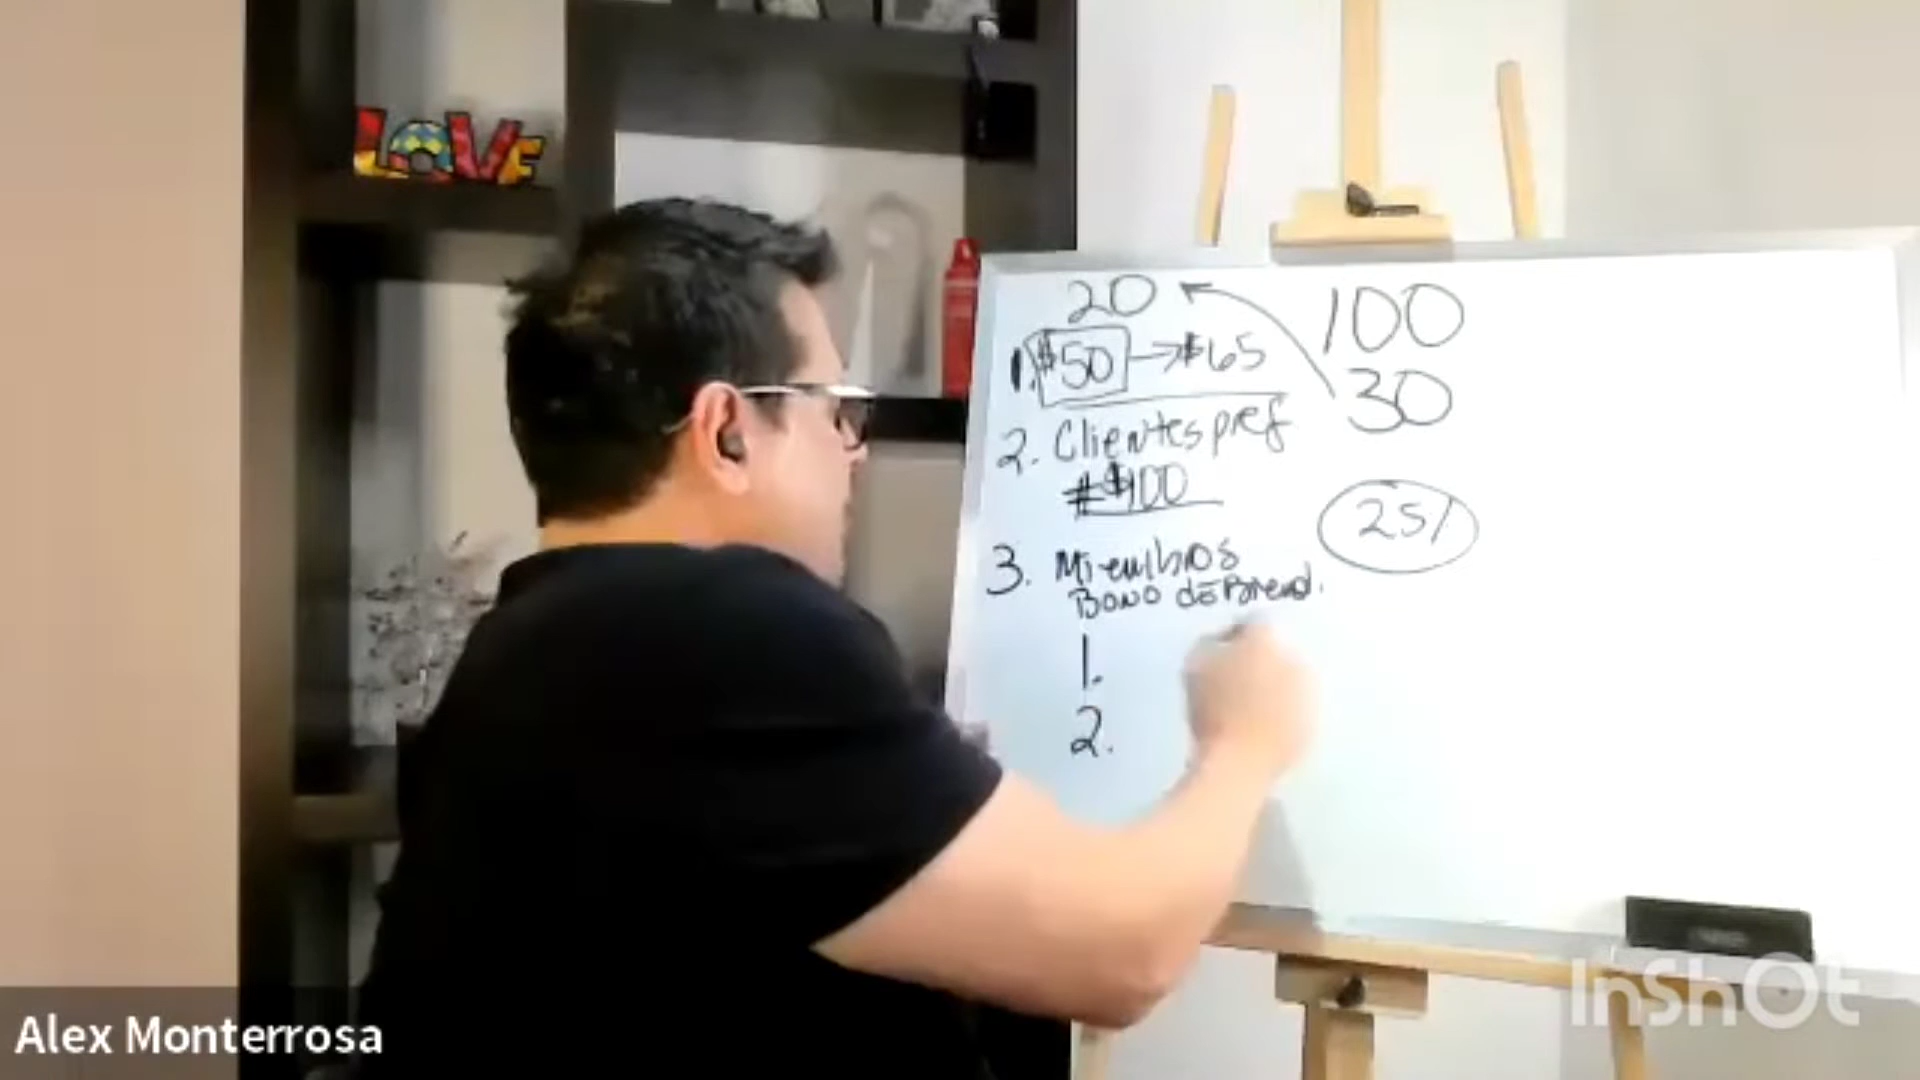 LOVE
20
100
1. $50 → $65
30
2. Clientes pref
$100
25%
3. Miembros
Bono de
1.
2.
Alex Monterrosa
InShOt